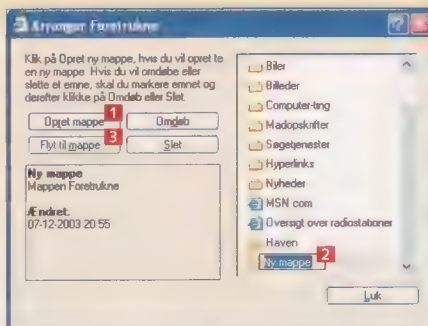 Arranger Foretrukne
Klik på Opret ny mappe, hvis du vil opret te
en ny mappe. Hvis du vil omdøbe eller
slette et emne, skal du markere emnet og
derefter klikke på Omdøb eller Slet.
Opret mappe 1
Omdøb
Flyt til mappe 3
Slet
Ny mappe
Mappen Foretrukne
Ændret.
07-12-2003 20:55
Biler
Billeder
Computer-ting
Madopskrifter
Søgetjenester
Hyperlinks
Nyheder
MSN com
Oversigt over radiostationer
Haven
Ny mappe 2
Luk